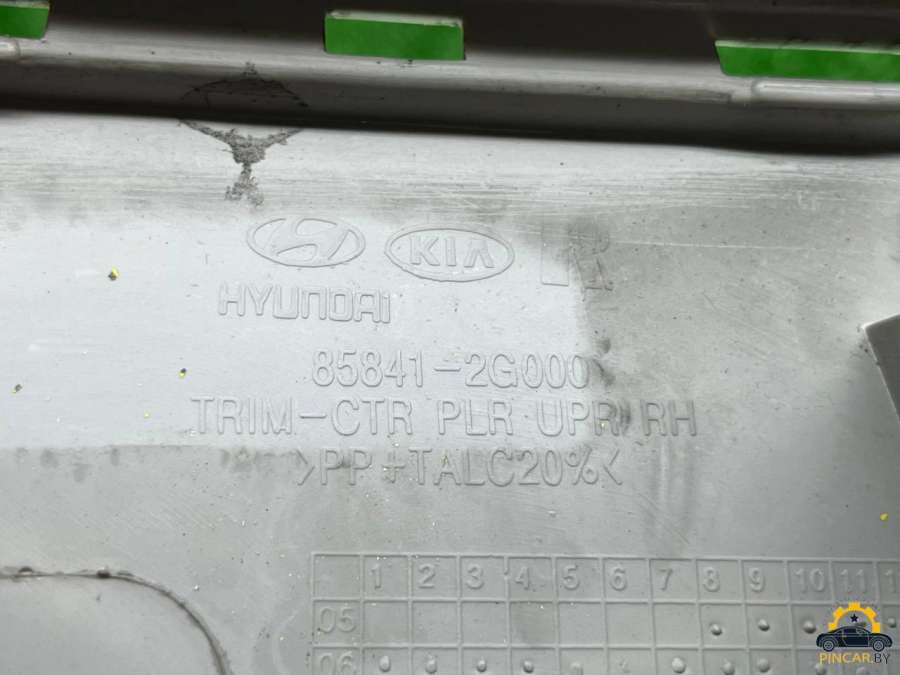 KIA
HYUNDAI
85841-2G000
TRIM-CTR PLR UPR RH
>PP+TALC20%<
1 2 3 4 5 6 7 8 9 10 11
05
06
PINCAR.BY